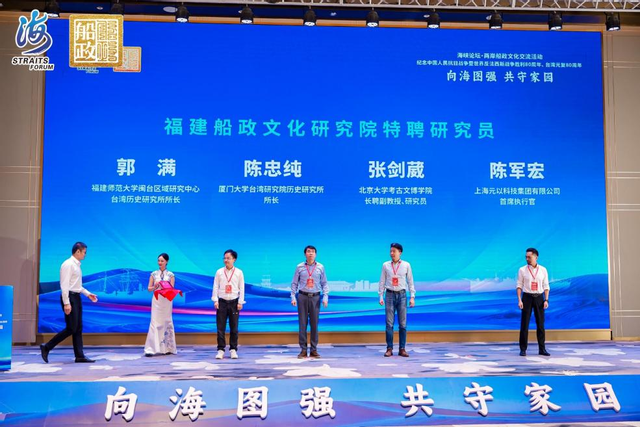 海
STRAITS
FORUM
船政
海峡论坛·两岸船政文化交流活动
纪念中国人民抗日战争暨世界反法西斯战争胜利80周年、台湾光复80周年
向海图强 共守家园
福建船政文化研究院特聘研究员
郭 满
福建师范大学闽台区域研究中心
台湾历史研究所所长
陈忠纯
厦门大学台湾研究院历史研究所
所长
张剑葳
北京大学考古文博学院
长聘副教授、研究员
陈军宏
上海元以科技集团有限公司
首席执行官
向海图强 共守家园